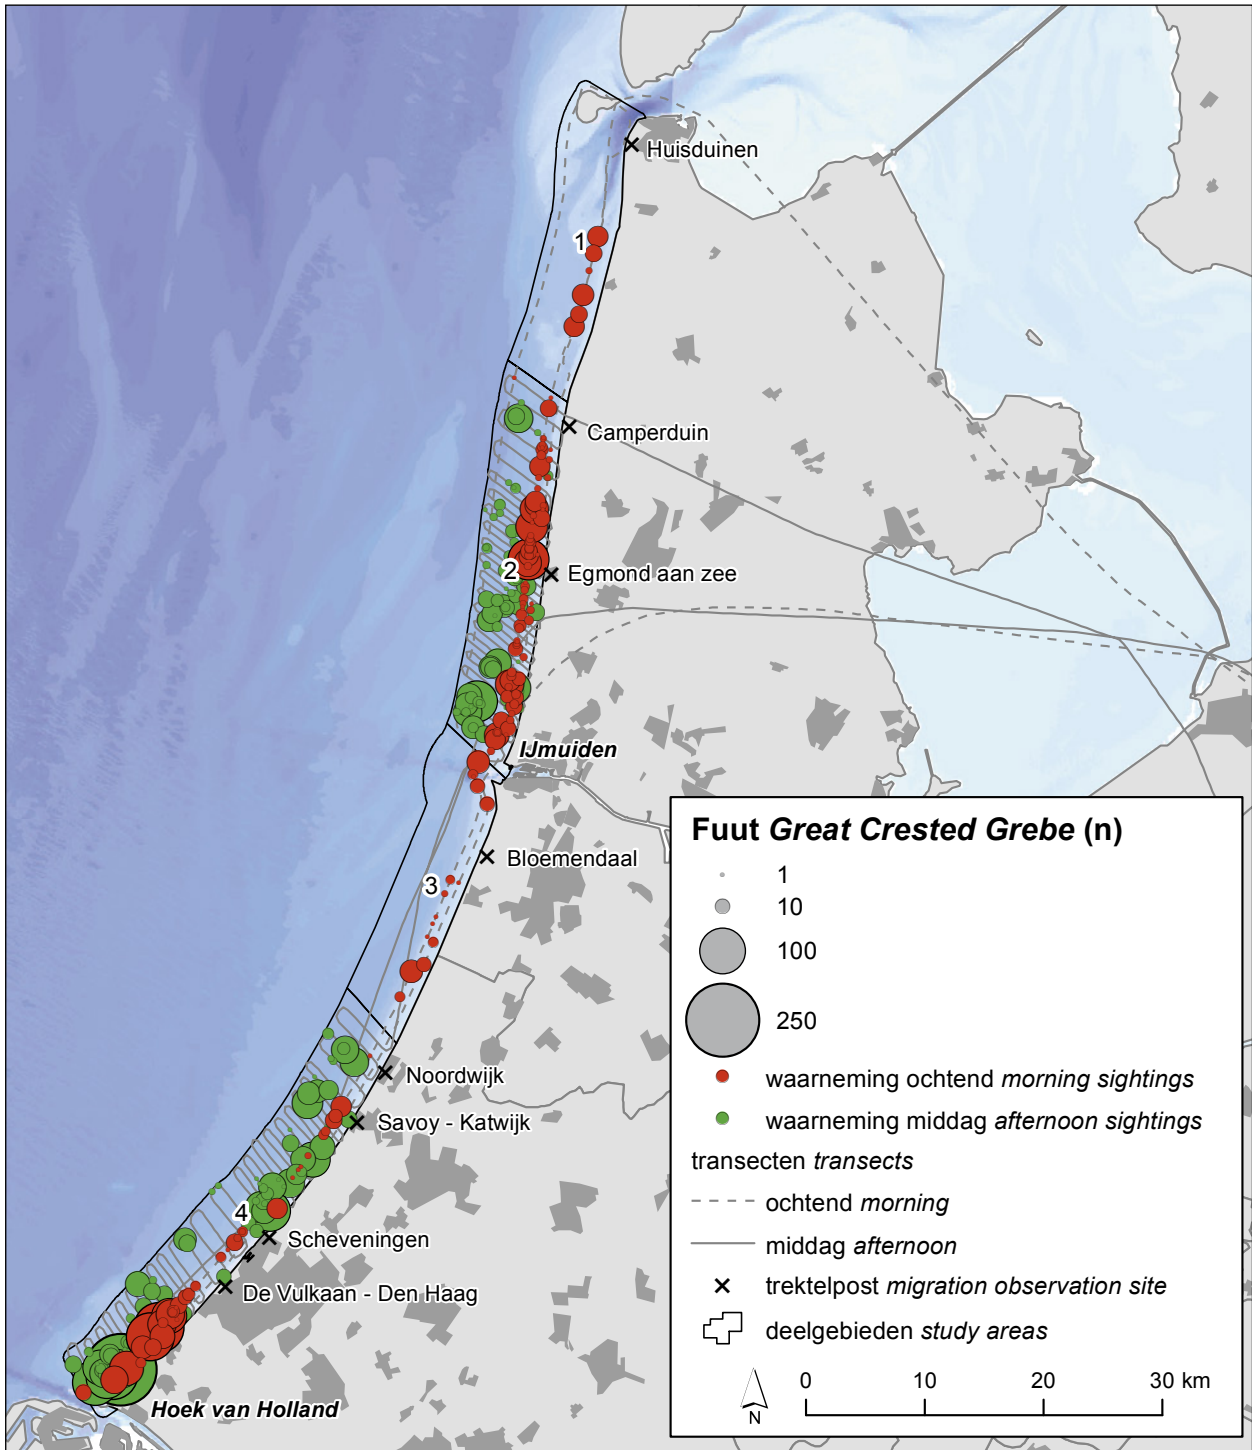 Huisduinen
1
Camperduin
2
Egmond aan zee
IJmuiden
Bloemendaal
3
Noordwijk
Savoy - Katwijk
4
Scheveningen
De Vulkaan - Den Haag
Hoek van Holland
Fuut Great Crested Grebe (n)
1
10
100
250
waarneming ochtend morning sightings
waarneming middag afternoon sightings
transecten transects
ochtend morning
middag afternoon
trektelpost migration observation site
deelgebieden study areas
N
0 10 20 30 km